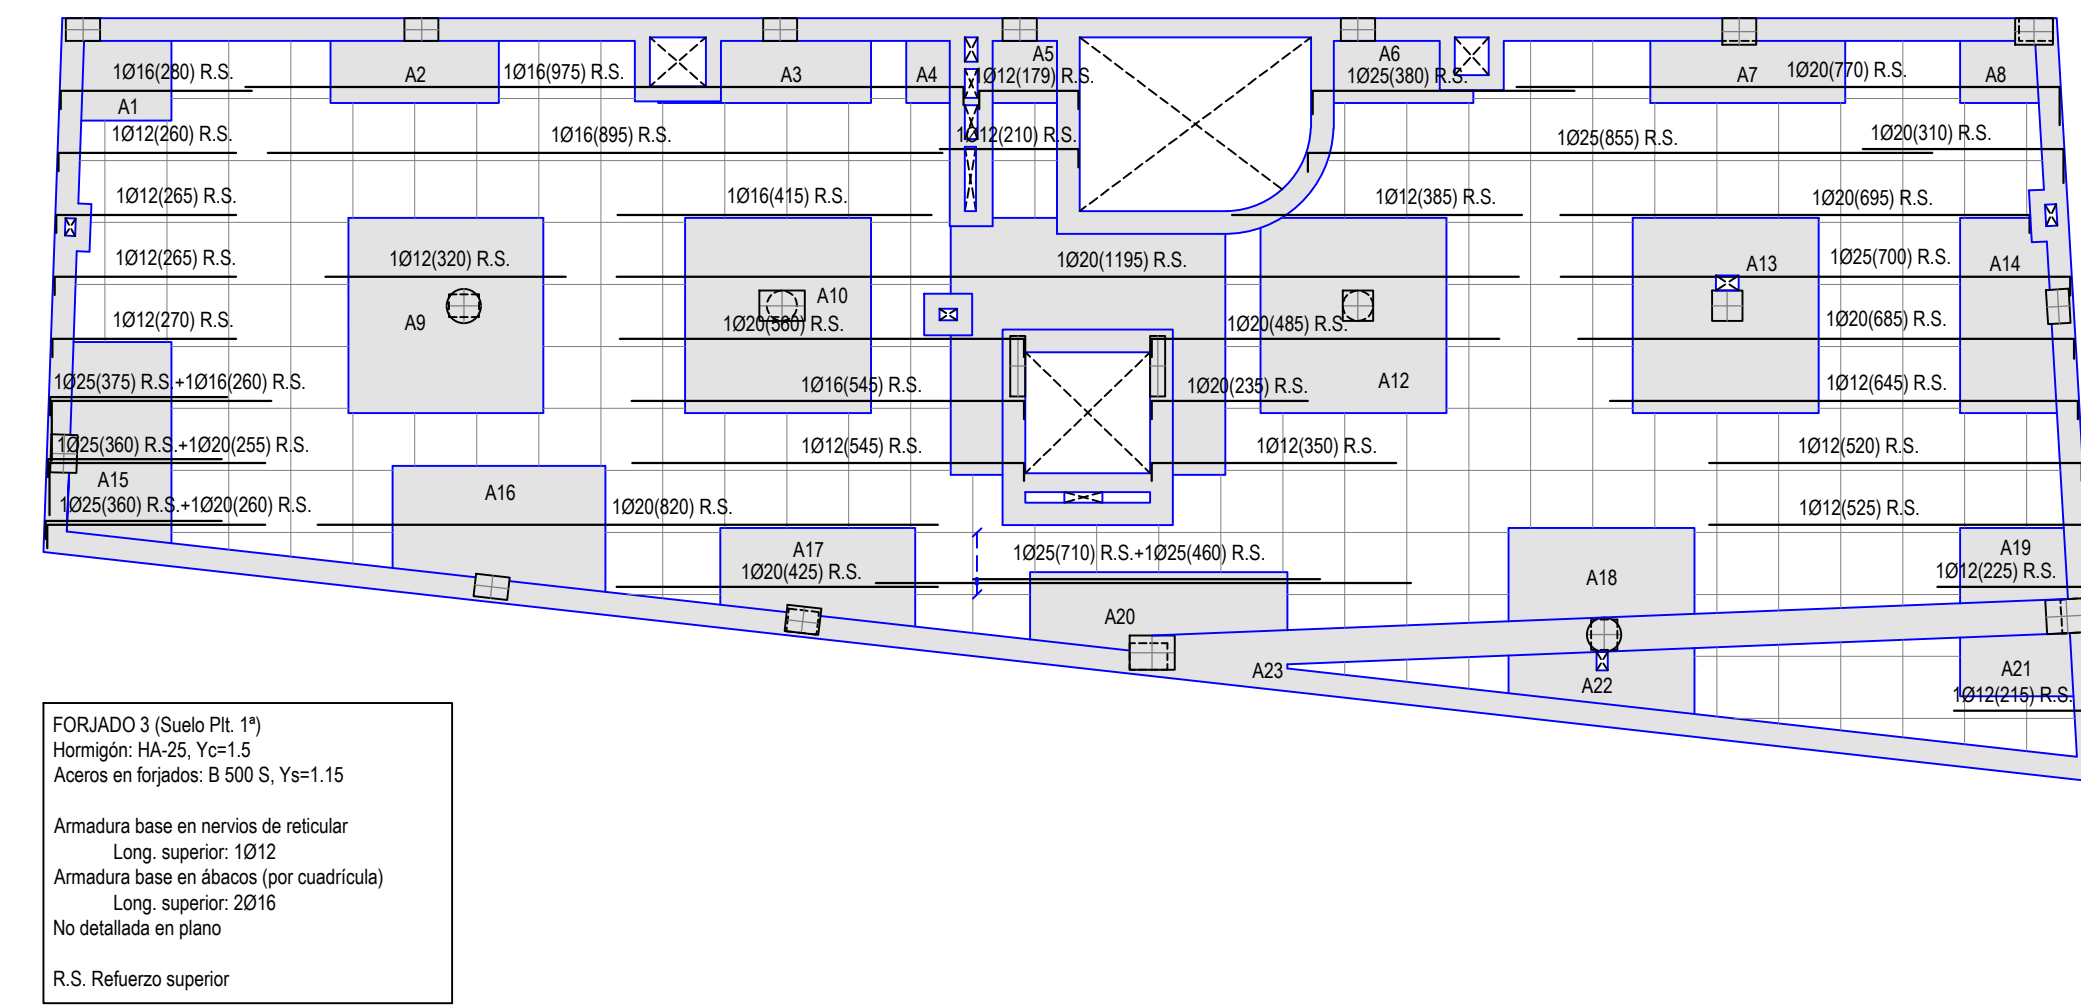 A5
A6
1Ø16(280) R.S.
A2
1Ø16(975) R.S.
A3
A4
1Ø12(179) R.S.
1Ø25(380) R.S.
A7
1Ø20(770) R.S.
A8
A1
1Ø12(260) R.S.
1Ø16(895) R.S.
1Ø12(210) R.S.
1Ø25(855) R.S.
1Ø20(310) R.S.
1Ø12(265) R.S.
1Ø16(415) R.S.
1Ø12(385) R.S.
1Ø20(695) R.S.
1Ø12(265) R.S.
1Ø12(320) R.S.
1Ø20(1195) R.S.
A13
1Ø25(700) R.S.
A14
A10
1Ø12(270) R.S.
A9
1Ø20(560) R.S.
1Ø20(485) R.S.
1Ø20(685) R.S.
1Ø25(375) R.S.+1Ø16(260) R.S.
1Ø16(545) R.S.
1Ø20(235) R.S.
A12
1Ø12(645) R.S.
1Ø25(360) R.S.+1Ø20(255) R.S.
1Ø12(545) R.S.
1Ø12(350) R.S.
1Ø12(520) R.S.
A15
A16
1Ø25(360) R.S.+1Ø20(260) R.S.
1Ø20(820) R.S.
1Ø12(525) R.S.
A17
1Ø25(710) R.S.+1Ø25(460) R.S.
A19
1Ø20(425) R.S.
A18
1Ø12(225) R.S.
A20
A23
A22
A21
1Ø12(215) R.S.
FORJADO 3 (Suelo Plt. 1ª)
Hormigón: HA-25, Yc=1.5
Aceros en forjados: B 500 S, Ys=1.15
Armadura base en nervios de reticular
Long. superior: 1Ø12
Armadura base en ábacos (por cuadrícula)
Long. superior: 2Ø16
No detallada en plano
R.S. Refuerzo superior